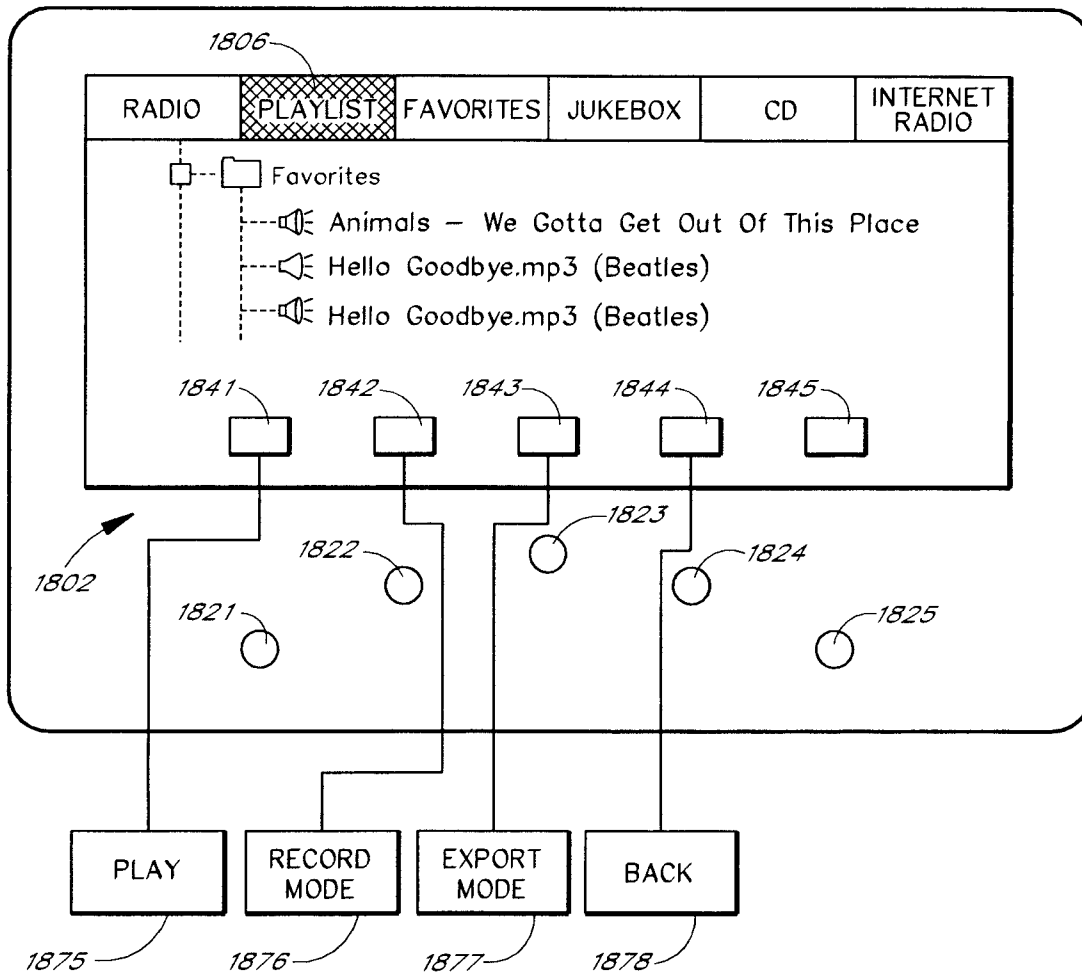 1806
RADIO PLAYLIST FAVORITES JUKEBOX CD INTERNET RADIO
Favorites
Animals – We Gotta Get Out Of This Place
Hello Goodbye.mp3 (Beatles)
Hello Goodbye.mp3 (Beatles)
1841 1842 1843 1844 1845
1802
1821
1822
1823
1824
1825
PLAY
RECORD MODE
EXPORT MODE
BACK
1875 1876 1877 1878